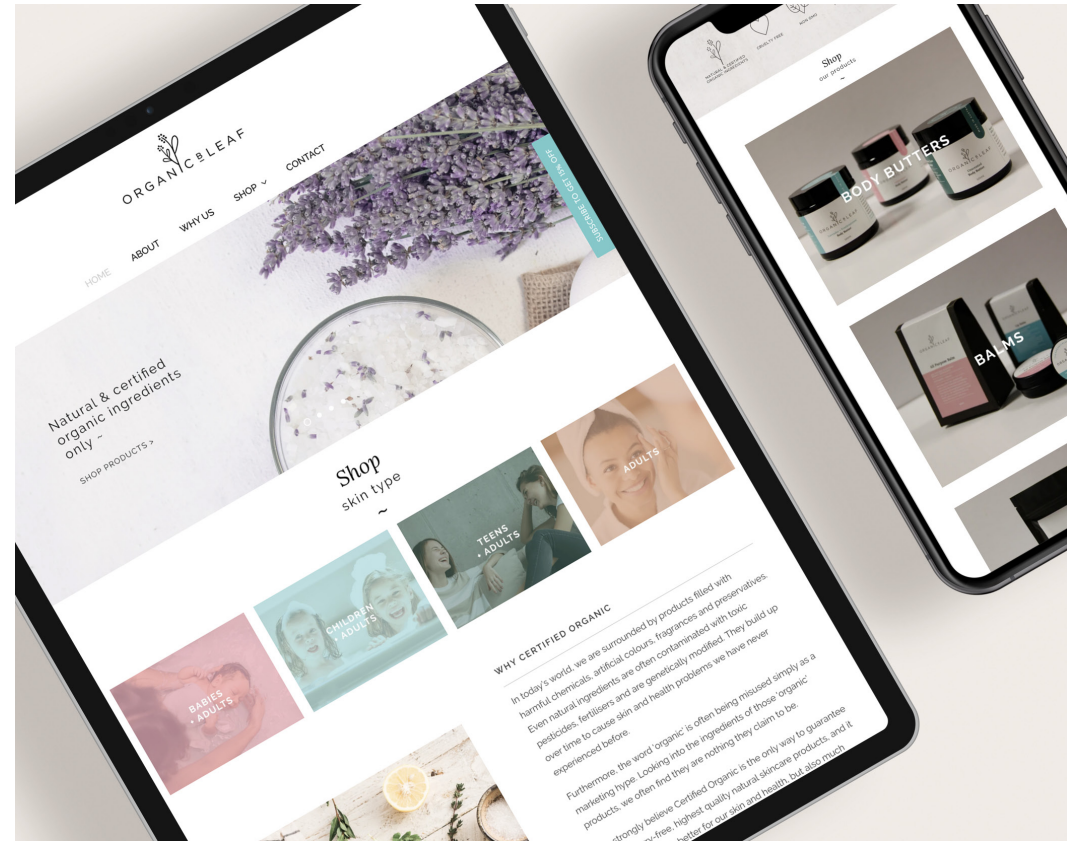 ORGANICBLEAF
HOME
ABOUT
WHY US
SHOP
CONTACT
SUBSCRIBE TO GET 15% OFF
Natural & certified
organic ingredients
only ~
SHOP PRODUCTS >
Shop
skin type
~
BABIES
+ ADULTS
CHILDREN
+ ADULTS
TEENS
+ ADULTS
ADULTS
WHY CERTIFIED ORGANIC
In today's world, we are surrounded by products filled with
harmful chemicals, artificial colours, fragrances and preservatives.
Even natural ingredients are often contaminated with toxic
pesticides, fertilisers and are genetically modified. They build up
over time to cause skin and health problems we have never
experienced before.
Furthermore, the word 'organic' is often being misused simply as a
marketing hype. Looking into the ingredients of those 'organic'
products, we often find they are nothing they claim to be.
strongly believe Certified Organic is the only way to guarantee
-free, highest quality natural skincare products, and it
better for our skin and health, but also much
NATURAL & CERTIFIED
ORGANIC INGREDIENTS
CRUELTY FREE
NON GMO
Shop
our products
~
BODY BUTTERS
BALMS